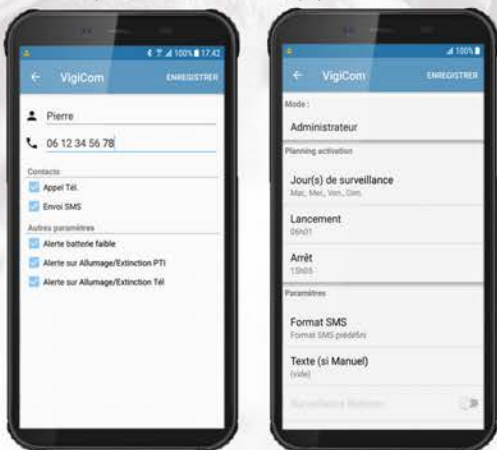 100% 17:42
VigiCom ENREGISTRER
Pierre
06 12 34 56 78
Contacts
Appel Tél.
Envoi SMS
Autres paramètres
Alerte batterie faible
Alerte sur Allumage/Extinction PTI
Alerte sur Allumage/Extinction Tél
100%
VigiCom ENREGISTRER
Mode :
Administrateur
Planning activation
Jour(s) de surveillance
Mar., Mer., Ven., Dim.
Lancement
06h01
Arrêt
15h05
Paramètres
Format SMS
Format SMS prédéfini
Texte (si Manuel)
(vide)